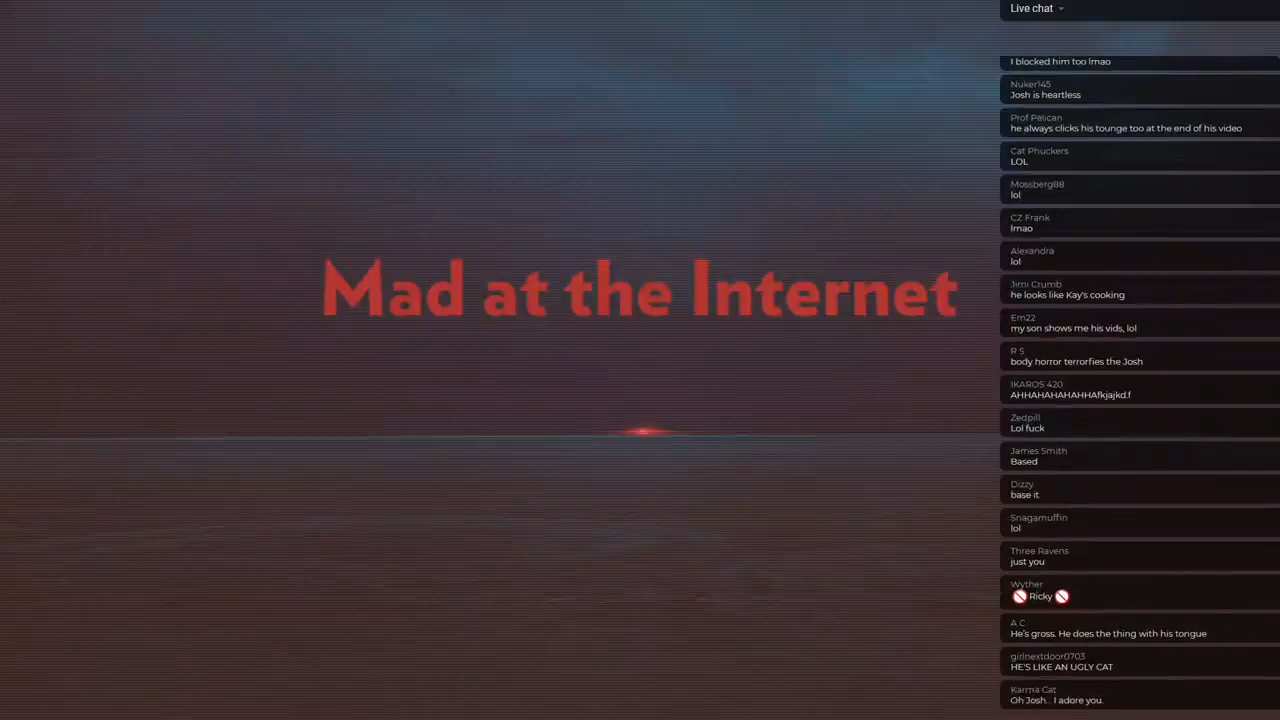 Live chat
I blocked him too lmao
Nuker145
Josh is heartless
Prof Pelican
he always clicks his tounge too at the end of his video
Cat Phuckers
LOL
Mossberg88
lol
CZ Frank
lmao
Alexandra
lol
Jimi Crumb
he looks like Kay's cooking
Em22
my son shows me his vids, lol
R S
body horror terrorfies the Josh
IKAROS 420
AHHAHAHAHAHHAfkjajkd.f
Zedpill
Lol fuck
James Smith
Based
Dizzy
base it
Snagamuffin
lol
Three Ravens
just you
Wyther
🚫 Ricky 🚫
A C
He's gross. He does the thing with his tongue
girlnextdoor0703
HE'S LIKE AN UGLY CAT
Karma Cat
Oh Josh... I adore you.
Mad at the Internet